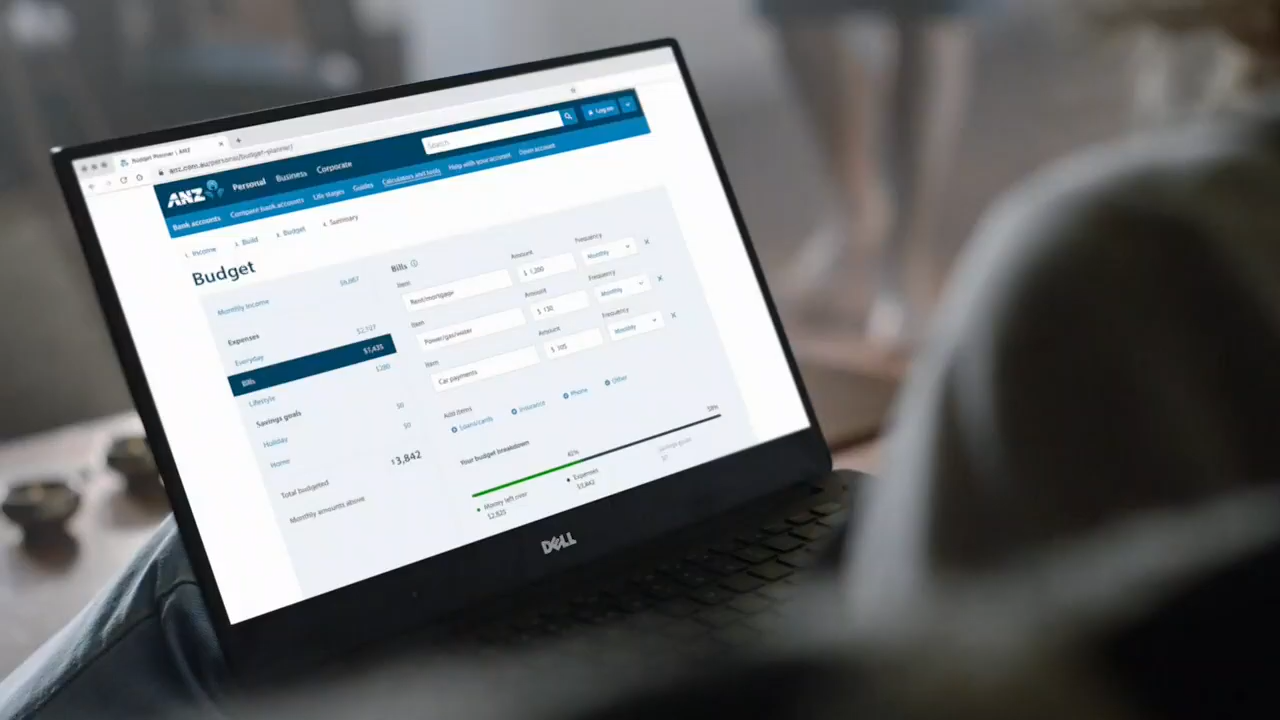 Budget Planner | ANZ
anz.com.au/personal/budget-planner/
ANZ Personal Business Corporate Search Log on
Bank accounts Compare bank accounts Life stages Guides Calculators and tools Help with your account Open account
Income Build Budget Summary
Budget
Monthly income
Expenses
Everyday $2,127
Bills $1,435
Lifestyle $280
Savings goals
Holiday $0
Home $0
Total budgeted $3,842
Monthly amounts above
Bills
Item Amount Frequency
Rent/mortgage $ 1,200 Monthly
Item Amount Frequency
Power/gas/water $ 130 Monthly
Item Amount Frequency
Car payments $ 105 Monthly
Add items
Loans/cards Insurance Phone Other
Your budget breakdown
Money left over Expenses Savings goals
$2,825 $3,842 $0
DELL